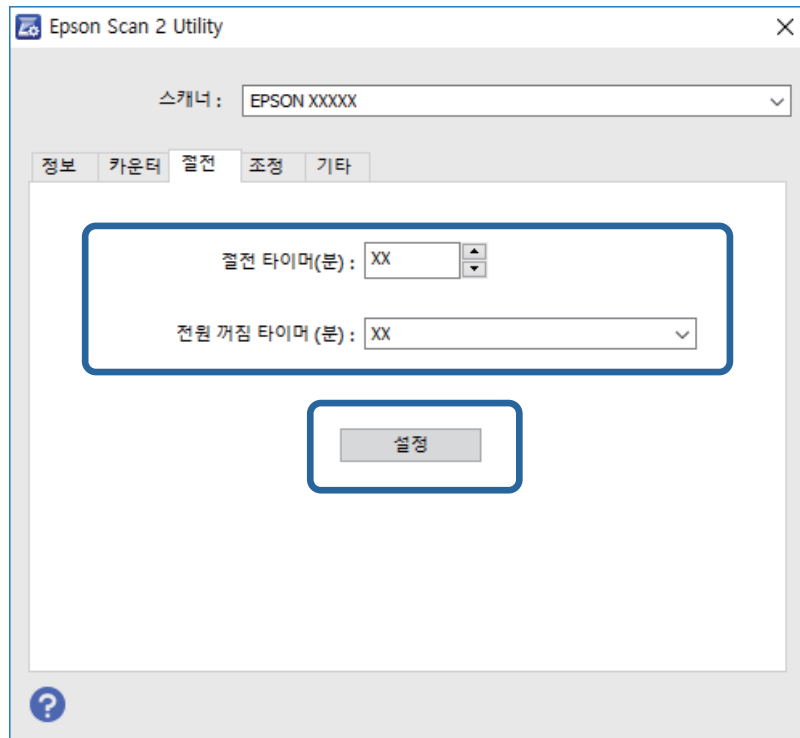 Epson Scan 2 Utility
스캐너 : EPSON XXXXX
정보 카운터 절전 조정 기타
절전 타이머(분) : XX
전원 꺼짐 타이머 (분) : XX
설정
?